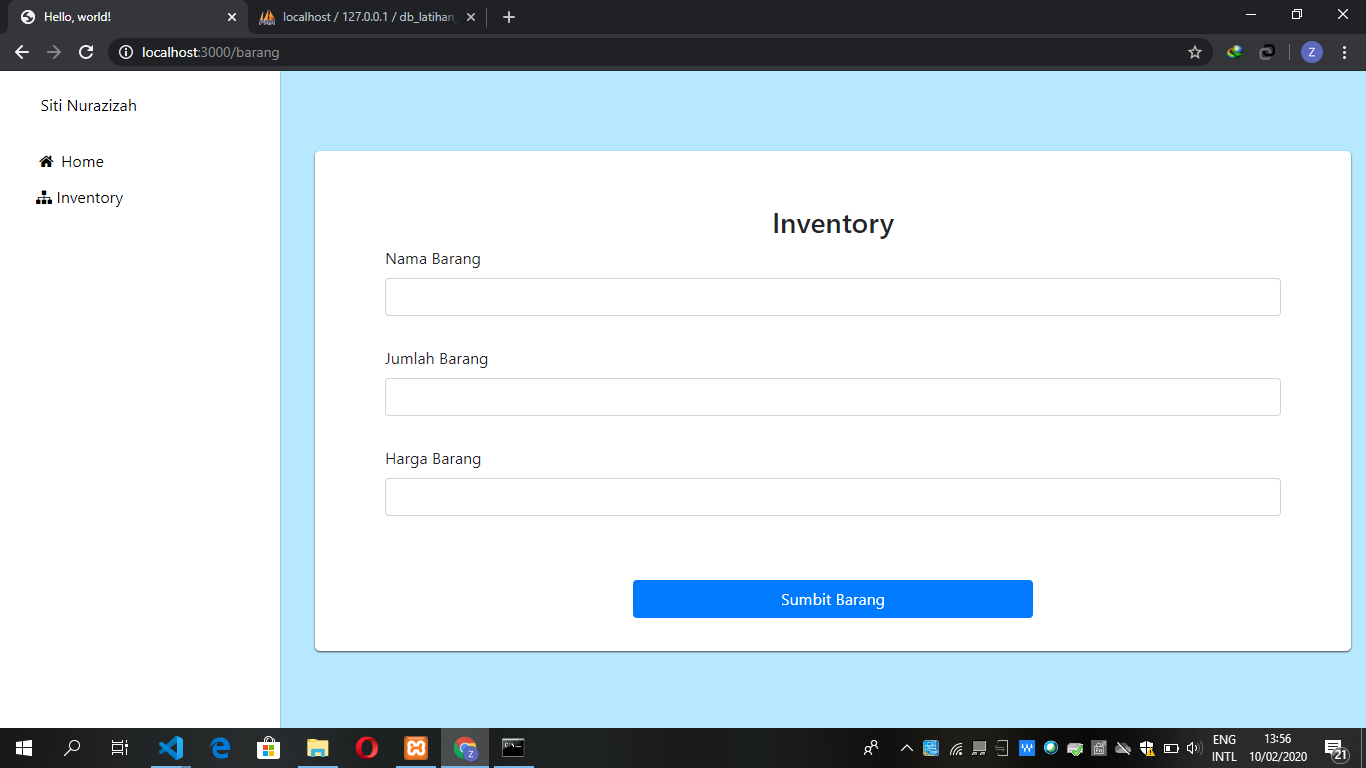 Hello, world!
localhost / 127.0.0.1 / db_latihan
localhost:3000/barang
Z
Siti Nurazizah
Home
Inventory
Inventory
Nama Barang
Jumlah Barang
Harga Barang
Sumbit Barang
ENG
INTL
13:56
10/02/2020
21